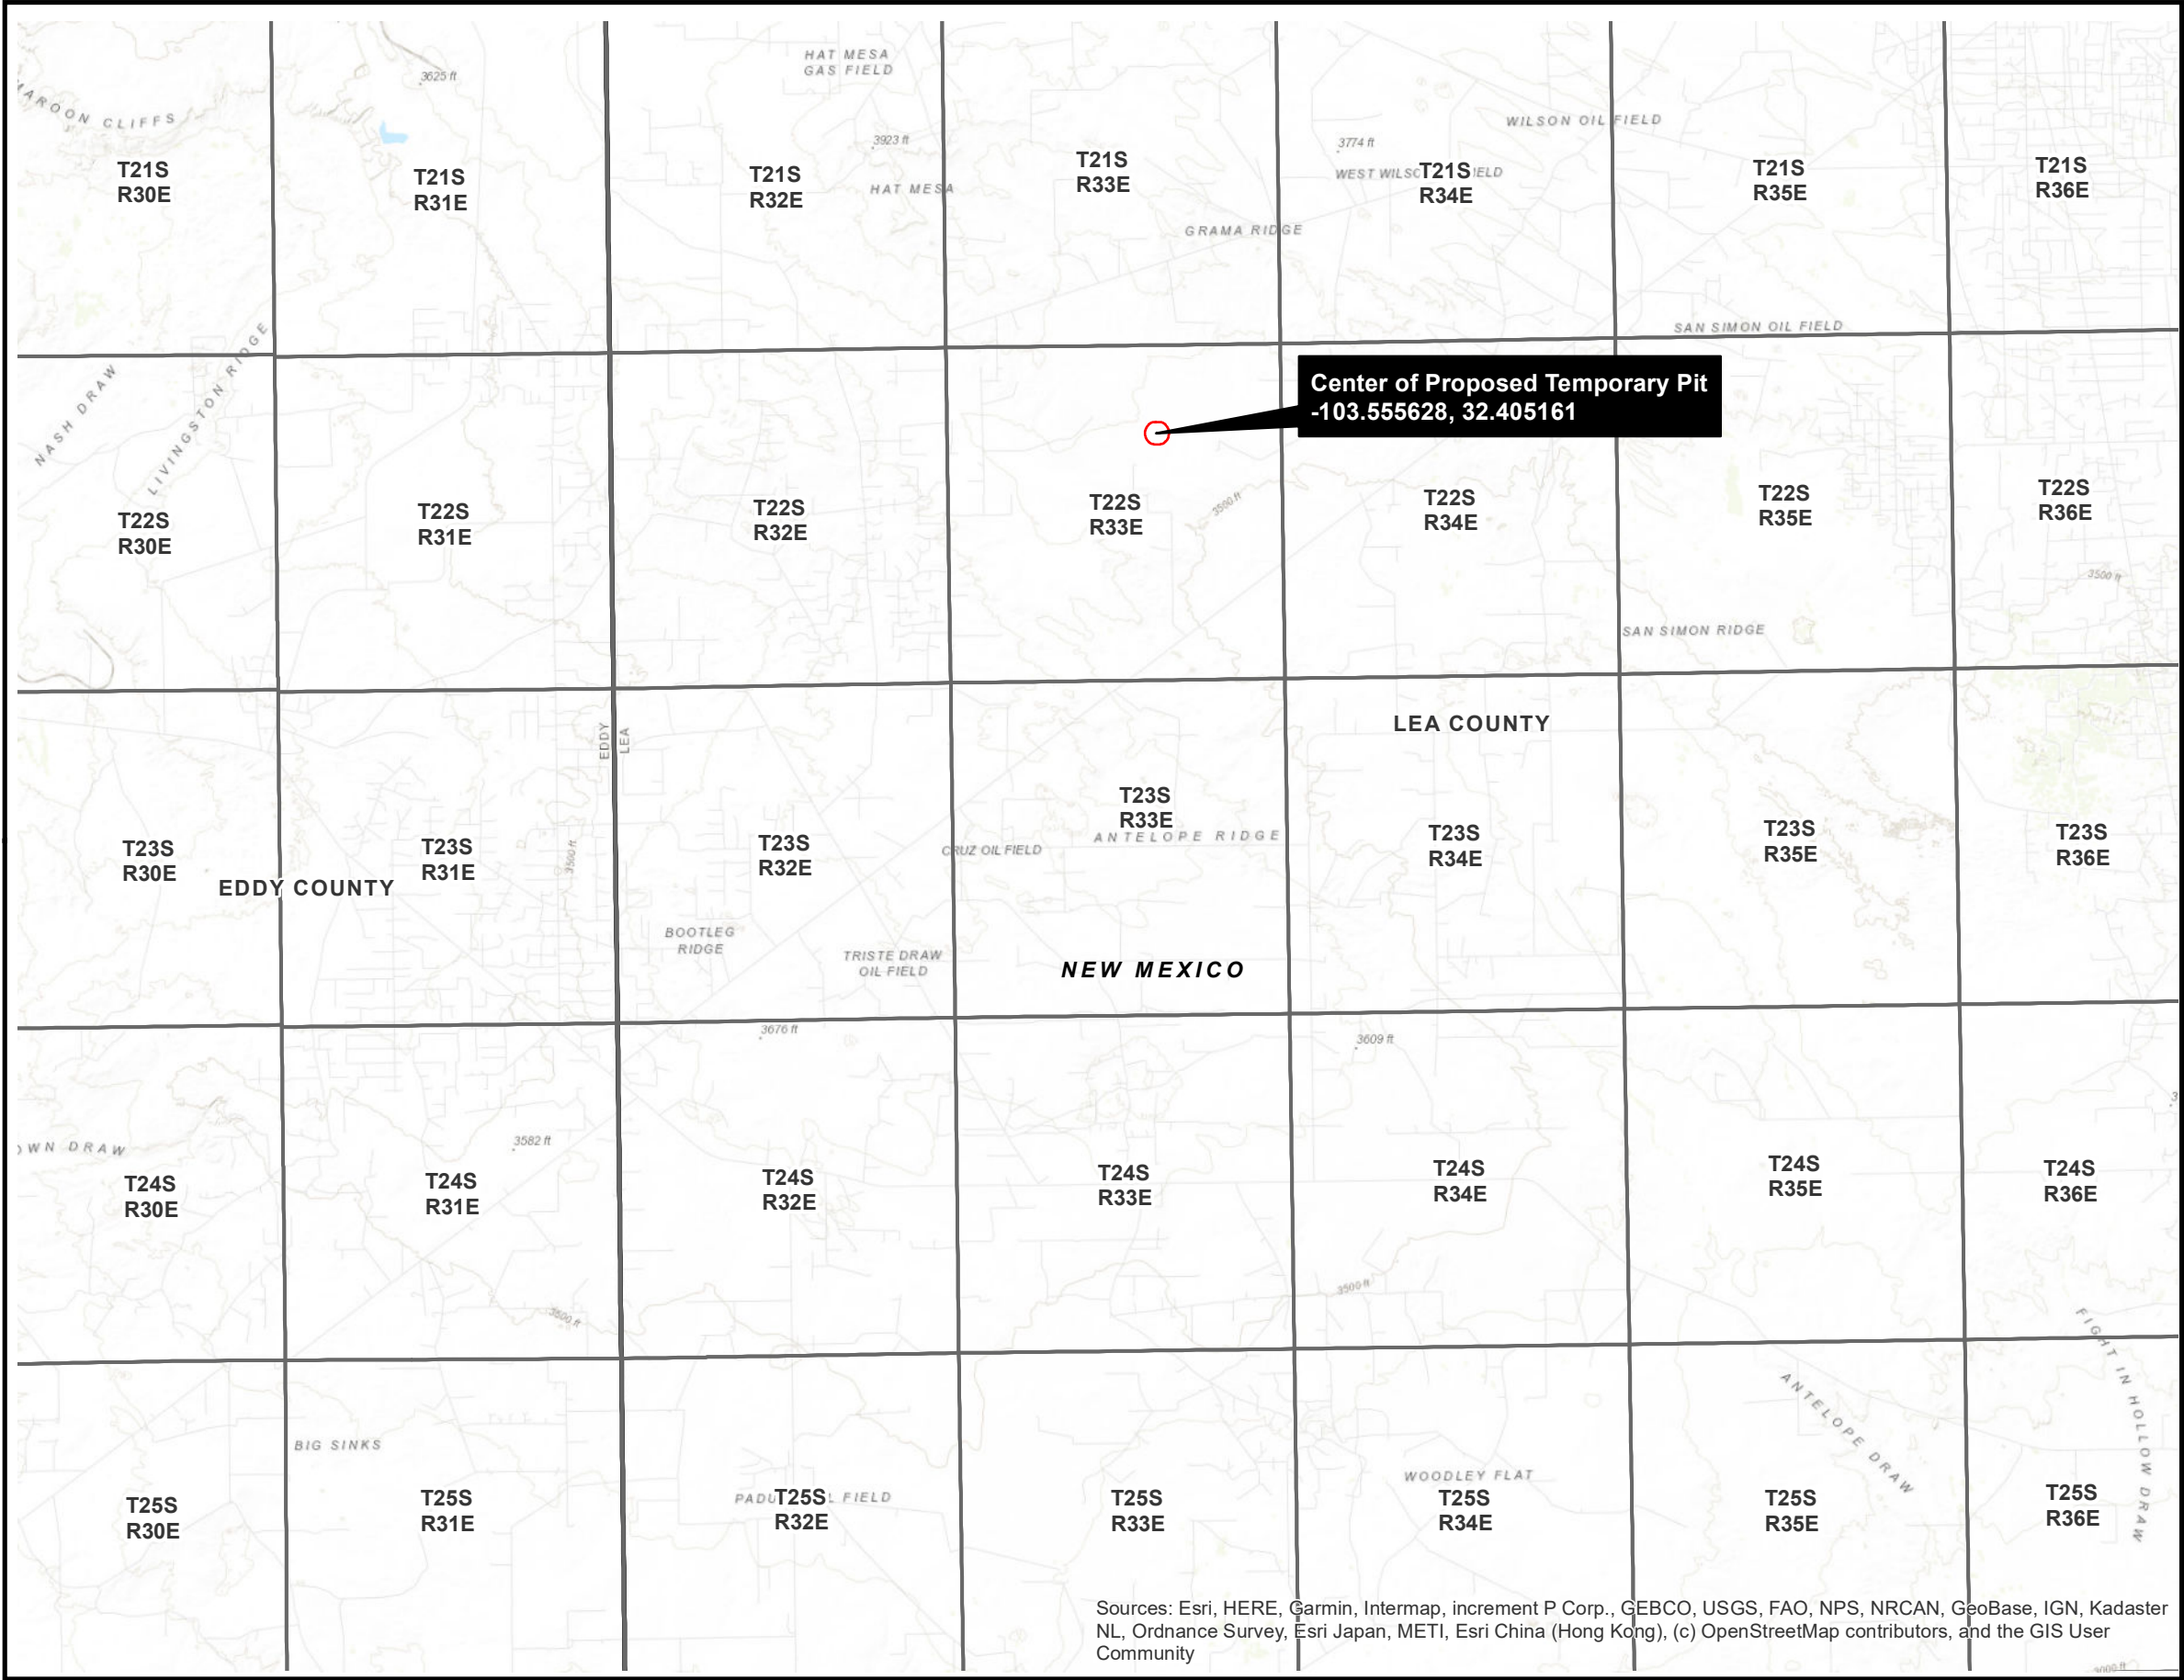 HAT MESA
GAS FIELD
3625 ft
MAROON CLIFFS
3923 ft
3774 ft
WILSON OIL FIELD
T21S
R30E
T21S
R31E
T21S
R32E
HAT MESA
T21S
R33E
WEST WILSO
IELD
T21S
R34E
T21S
R35E
T21S
R36E
GRAMA RIDGE
SAN SIMON OIL FIELD
NASH DRAW
LIVINGSTON RIDGE
Center of Proposed Temporary Pit
-103.555628, 32.405161
T22S
R30E
T22S
R31E
T22S
R32E
T22S
R33E
3500 ft
T22S
R34E
T22S
R35E
T22S
R36E
3500 ft
SAN SIMON RIDGE
EDDY
LEA
LEA COUNTY
T23S
R30E
EDDY COUNTY
T23S
R31E
3500 ft
T23S
R32E
CRUZ OIL FIELD
T23S
R33E
ANTELOPE RIDGE
T23S
R34E
T23S
R35E
T23S
R36E
BOOTLEG
RIDGE
TRISTE DRAW
OIL FIELD
NEW MEXICO
3676 ft
3609 ft
OWN DRAW
3582 ft
T24S
R30E
T24S
R31E
T24S
R32E
T24S
R33E
T24S
R34E
T24S
R35E
T24S
R36E
3500 ft
3500 ft
FIGHT IN HOLLOW DRAW
ANTELOPE DRAW
BIG SINKS
WOODLEY FLAT
T25S
R30E
T25S
R31E
PADU
L FIELD
T25S
R32E
T25S
R33E
T25S
R34E
T25S
R35E
T25S
R36E
Sources: Esri, HERE, Garmin, Intermap, increment P Corp., GEBCO, USGS, FAO, NPS, NRCAN, GeoBase, IGN, Kadaster
NL, Ordnance Survey, Esri Japan, METI, Esri China (Hong Kong), (c) OpenStreetMap contributors, and the GIS User
Community